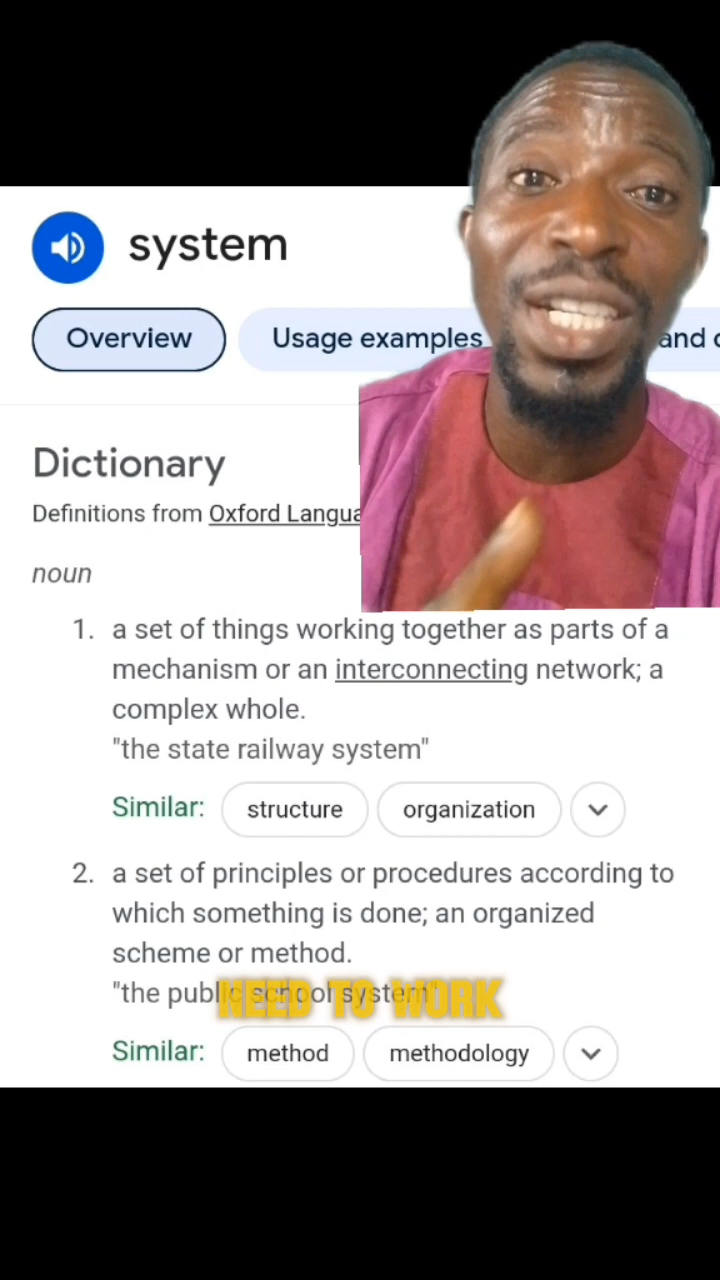 system
Overview
Usage examples
and
Dictionary
Definitions from Oxford
noun
1. a set of things working together as parts of a
mechanism or an interconnecting network; a
complex whole.
"the state railway system"
Similar: structure organization
2. a set of principles or procedures according to
which something is done; an organized
scheme or method.
"the public school system"
NEED TO WORK
Similar: method methodology